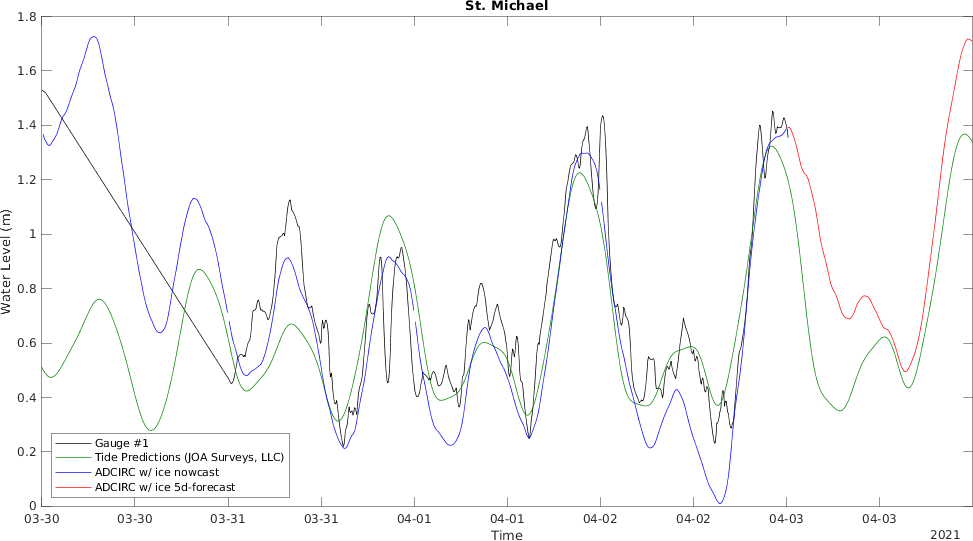 St. Michael
1.8
1.6
1.4
1.2
1
0.8
0.6
0.4
0.2
0
Water Level (m)
Gauge #1
Tide Predictions (JOA Surveys, LLC)
ADCIRC w/ ice nowcast
ADCIRC w/ ice 5d-forecast
03-30 03-30 03-31 03-31 04-01 04-01 04-02 04-02 04-03 04-03
Time
2021